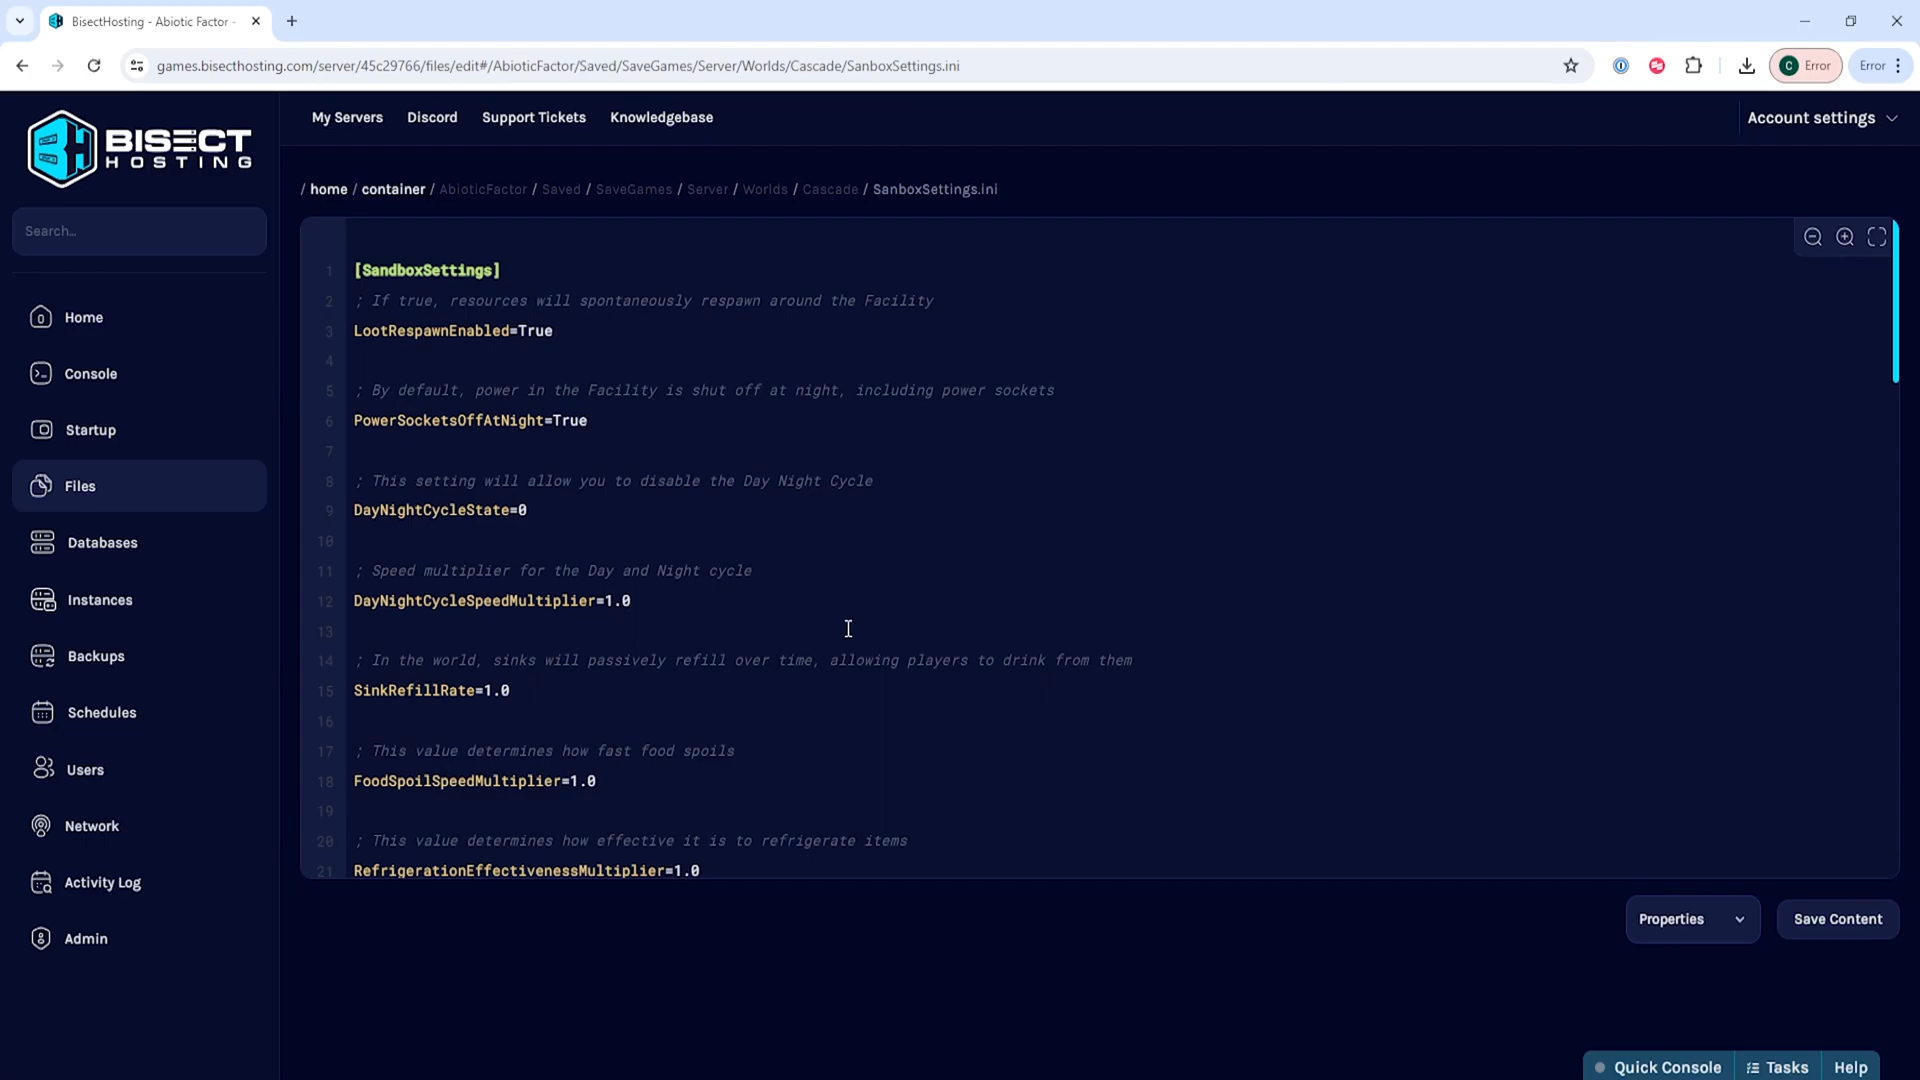 BisectHosting - Abiotic Factor -
games.bisecthosting.com/server/45c29766/files/edit#/AbioticFactor/Saved/SaveGames/Server/Worlds/Cascade/SanboxSettings.ini
C Error
Error
BISECT
HOSTING
My Servers
Discord
Support Tickets
Knowledgebase
Account settings
/ home / container / AbioticFactor / Saved / SaveGames / Server / Worlds / Cascade / SanboxSettings.ini
Search...
Home
Console
Startup
Files
Databases
Instances
Backups
Schedules
Users
Network
Activity Log
Admin
1 [SandboxSettings]
2 ; If true, resources will spontaneously respawn around the Facility
3 LootRespawnEnabled=True
4
5 ; By default, power in the Facility is shut off at night, including power sockets
6 PowerSocketsOffAtNight=True
7
8 ; This setting will allow you to disable the Day Night Cycle
9 DayNightCycleState=0
10
11 ; Speed multiplier for the Day and Night cycle
12 DayNightCycleSpeedMultiplier=1.0
13
14 ; In the world, sinks will passively refill over time, allowing players to drink from them
15 SinkRefillRate=1.0
16
17 ; This value determines how fast food spoils
18 FoodSpoilSpeedMultiplier=1.0
19
20 ; This value determines how effective it is to refrigerate items
21 RefrigerationEffectivenessMultiplier=1.0
Properties
Save Content
Quick Console
Tasks
Help